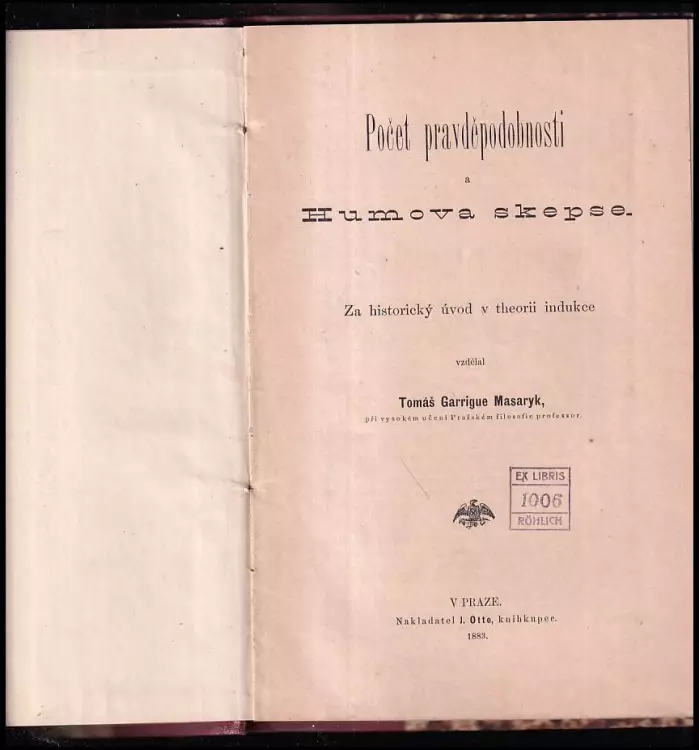 Počet pravděpodobnosti
a
Humova skepse.
Za historický úvod v theorii indukce
vzdělal
Tomáš Garrigue Masaryk,
při vysokém učení Pražském filosofie professor.
EX LIBRIS
1006
RÖHLICH
V PRAZE.
Nakladatel J. Otto, knihkupec.
1883.